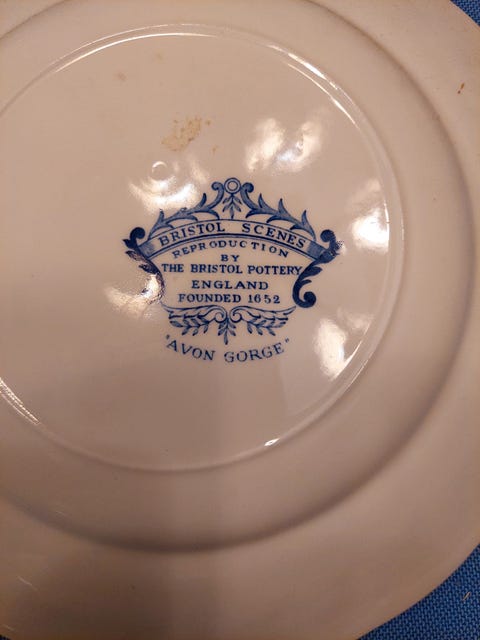 BRISTOL SCENES
REPRODUCTION
BY
THE BRISTOL POTTERY
ENGLAND
FOUNDED 1652
"AVON GORGE"